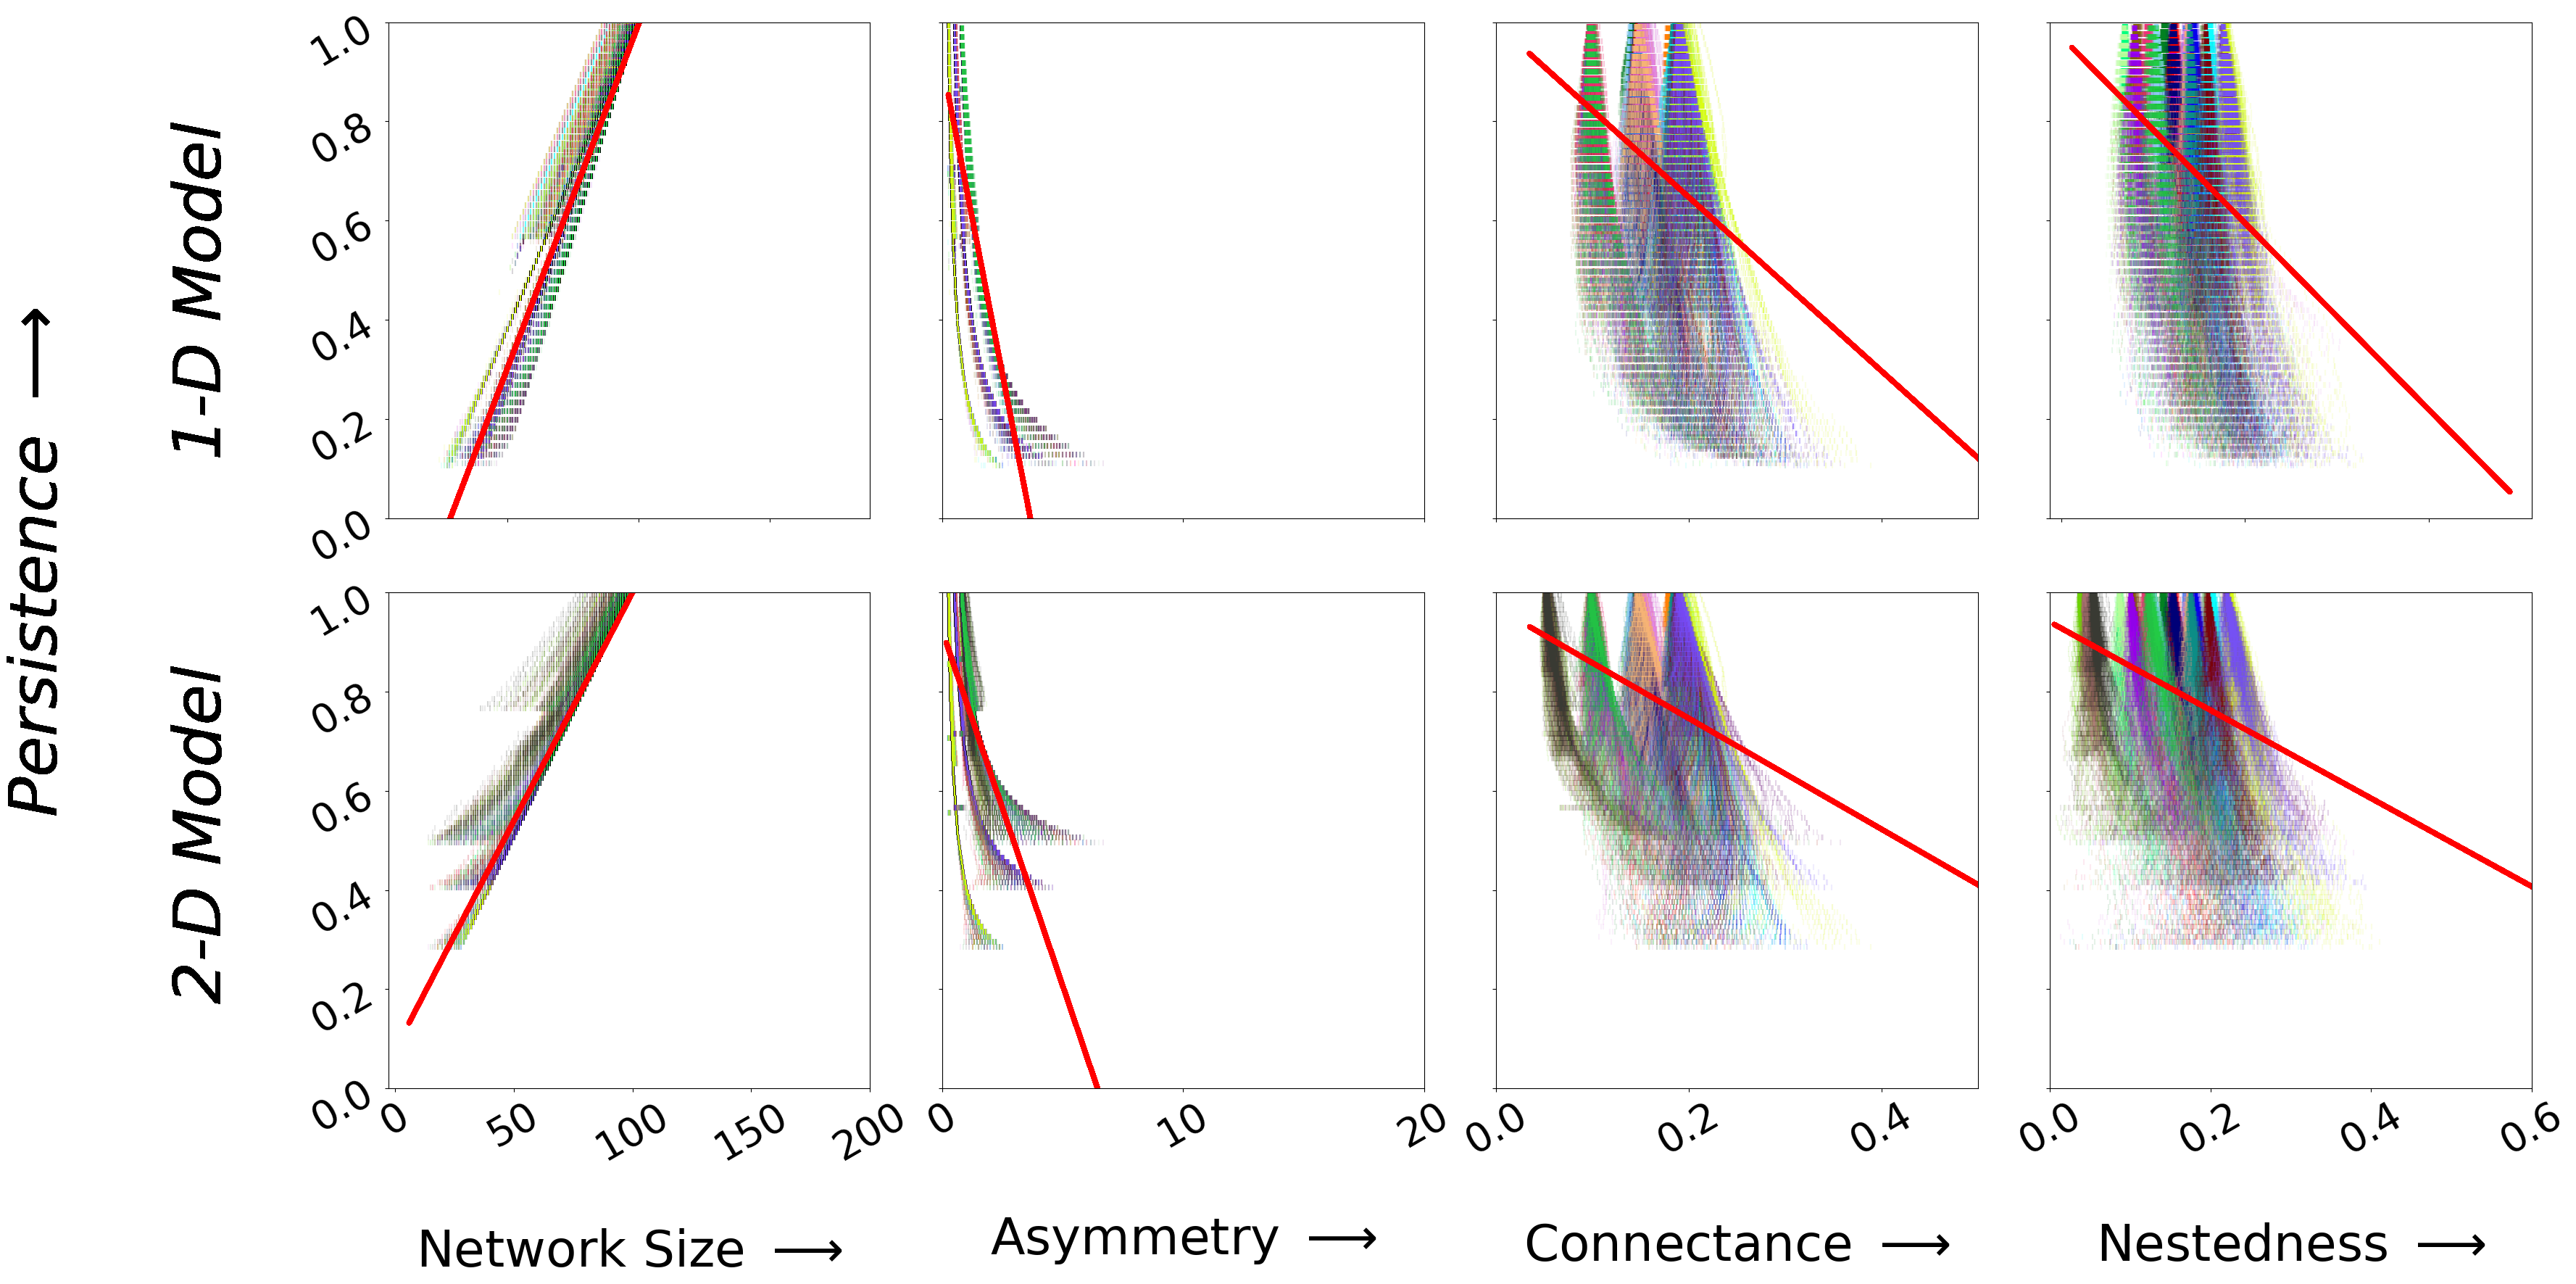 Persistence ⟶
1-D Model
1.0
0.8
0.6
0.4
0.2
0.0
2-D Model
1.0
0.8
0.6
0.4
0.2
0.0
0 50 100 150 200
0 10 20
0.0 0.2 0.4
0.0 0.2 0.4 0.6
Network Size ⟶
Asymmetry ⟶
Connectance ⟶
Nestedness ⟶